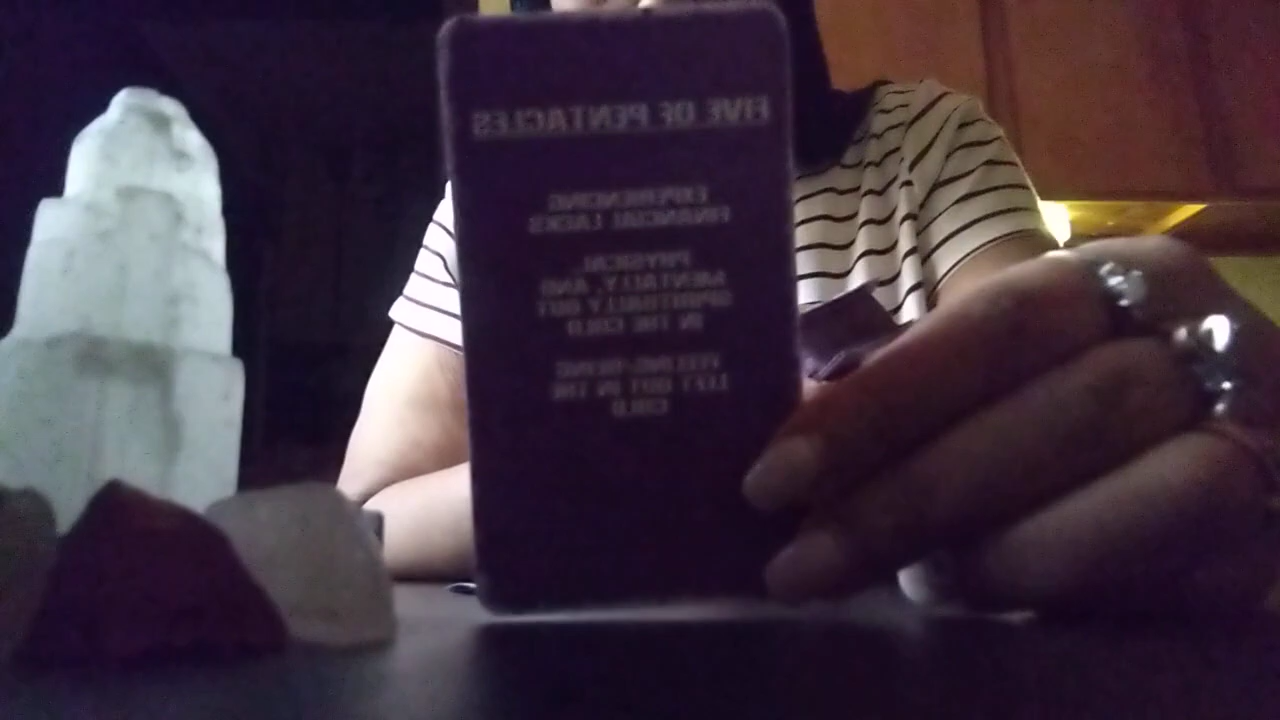 FIVE OF PENTACLES
EXPERIENCING
FINANCIAL LACKS
PHYSICAL
MENTALLY, AND
SPIRITUALLY OUT
IN THE COLD
FEELING/BEING
LEFT OUT IN THE
COLD